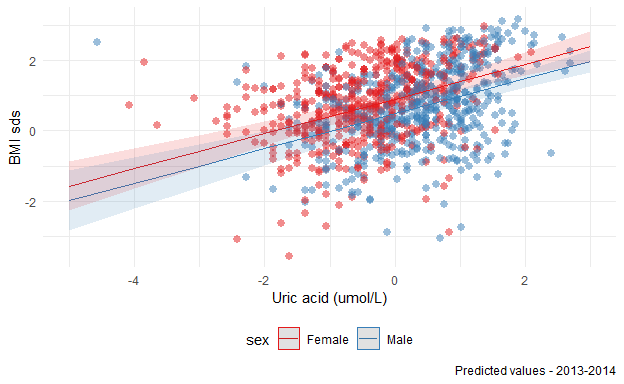 BMI sds
2
0
-2
-4
-2
0
2
Uric acid (umol/L)
sex
Female
Male
Predicted values - 2013-2014